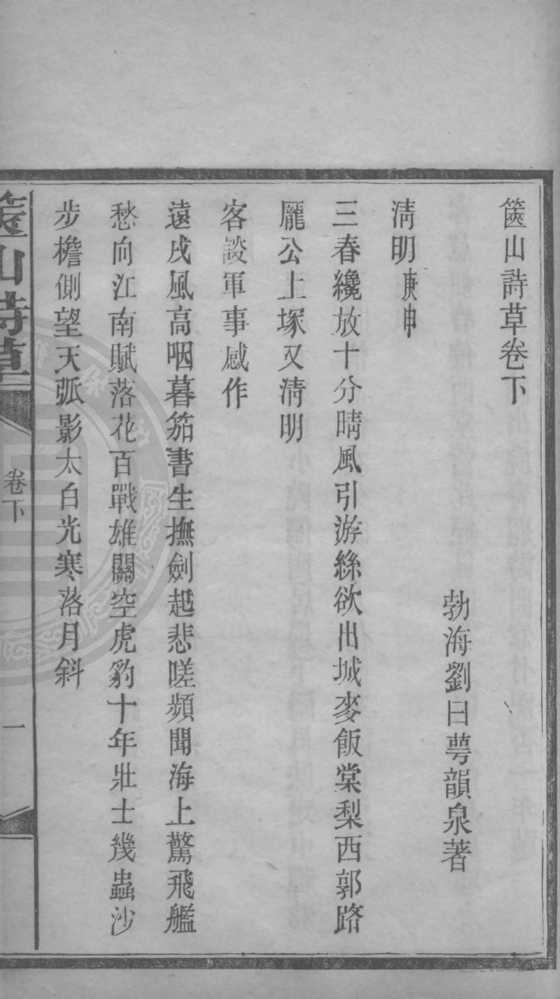 篋山詩草卷下
勃海劉曰萼韻泉著
淸明庚申
三春纔放十分晴風引游絲欲出城麥飯棠梨西郭路
龐公上塚又淸明
客談軍事感作
遠戍風高咽暮笳書生撫劍起悲嗟頻聞海上驚飛艦
愁向江南賦落花百戰雄關空虎豹十年壯士幾蟲沙
步檐側望天弧影太白光寒落月斜
篋山詩草
卷下
一